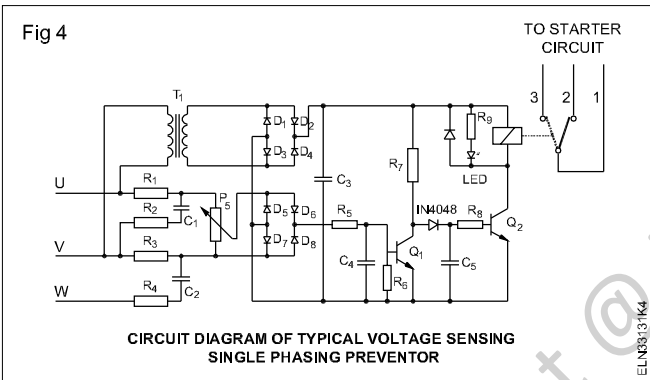 Fig 4
TO STARTER
CIRCUIT
3 2 1
T1
D1 D2
D3 D4
R9
LED
U
R1
R2
C1
P5
D5 D6
D7 D8
C3
R7
R5
IN4048
R8
Q2
V
R3
C4
R6
Q1
C5
W
R4
C2
CIRCUIT DIAGRAM OF TYPICAL VOLTAGE SENSING
SINGLE PHASING PREVENTOR
ELN33131K4
t @